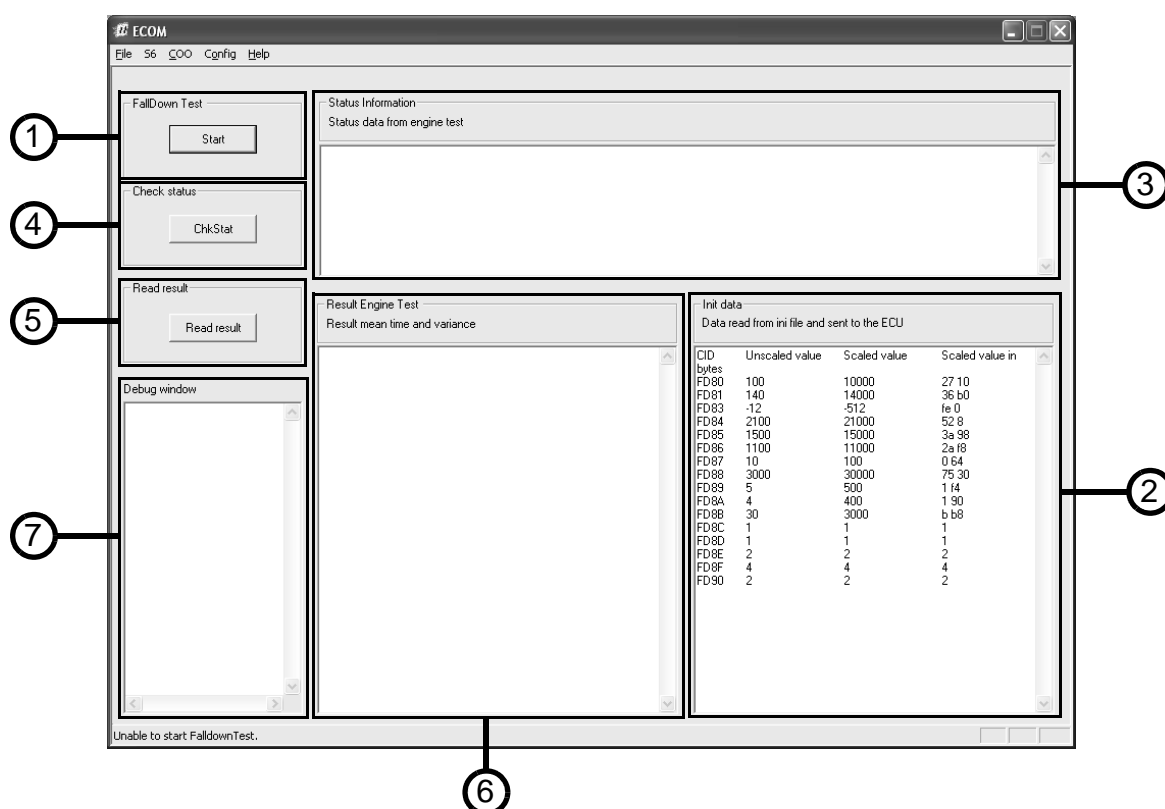 ECOM
File S6 COO Config Help
FallDown Test
Start
Check status
ChkStat
Read result
Read result
Debug window
Status Information
Status data from engine test
Result Engine Test
Result mean time and variance
Init data
Data read from ini file and sent to the ECU
CID Unscaled value Scaled value Scaled value in
bytes
FD80 100 10000 27 10
FD81 140 14000 36 b0
FD83 -12 -512 fe 0
FD84 2100 21000 52 8
FD85 1500 15000 3a 98
FD86 1100 11000 2a f8
FD87 10 100 0 64
FD88 3000 30000 75 30
FD89 5 500 1 f4
FD8A 4 400 1 90
FD8B 30 3000 b b8
FD8C 1 1 1
FD8D 1 1 1
FD8E 2 2 2
FD8F 4 4 4
FD90 2 2 2
Unable to start FalldownTest.
1
4
5
7
3
2
6